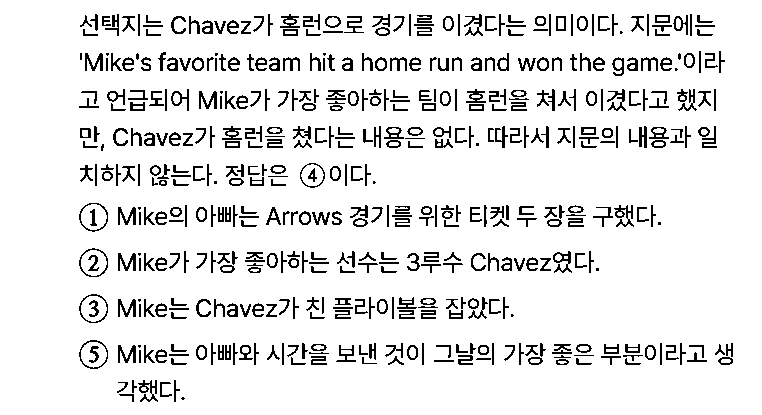 선택지는 Chavez가 홈런으로 경기를 이겼다는 의미이다. 지문에는
'Mike's favorite team hit a home run and won the game.'이라
고 언급되어 Mike가 가장 좋아하는 팀이 홈런을 쳐서 이겼다고 했지
만, Chavez가 홈런을 쳤다는 내용은 없다. 따라서 지문의 내용과 일
치하지 않는다. 정답은 ④이다.
① Mike의 아빠는 Arrows 경기를 위한 티켓 두 장을 구했다.
② Mike가 가장 좋아하는 선수는 3루수 Chavez였다.
③ Mike는 Chavez가 친 플라이볼을 잡았다.
⑤ Mike는 아빠와 시간을 보낸 것이 그날의 가장 좋은 부분이라고 생
각했다.